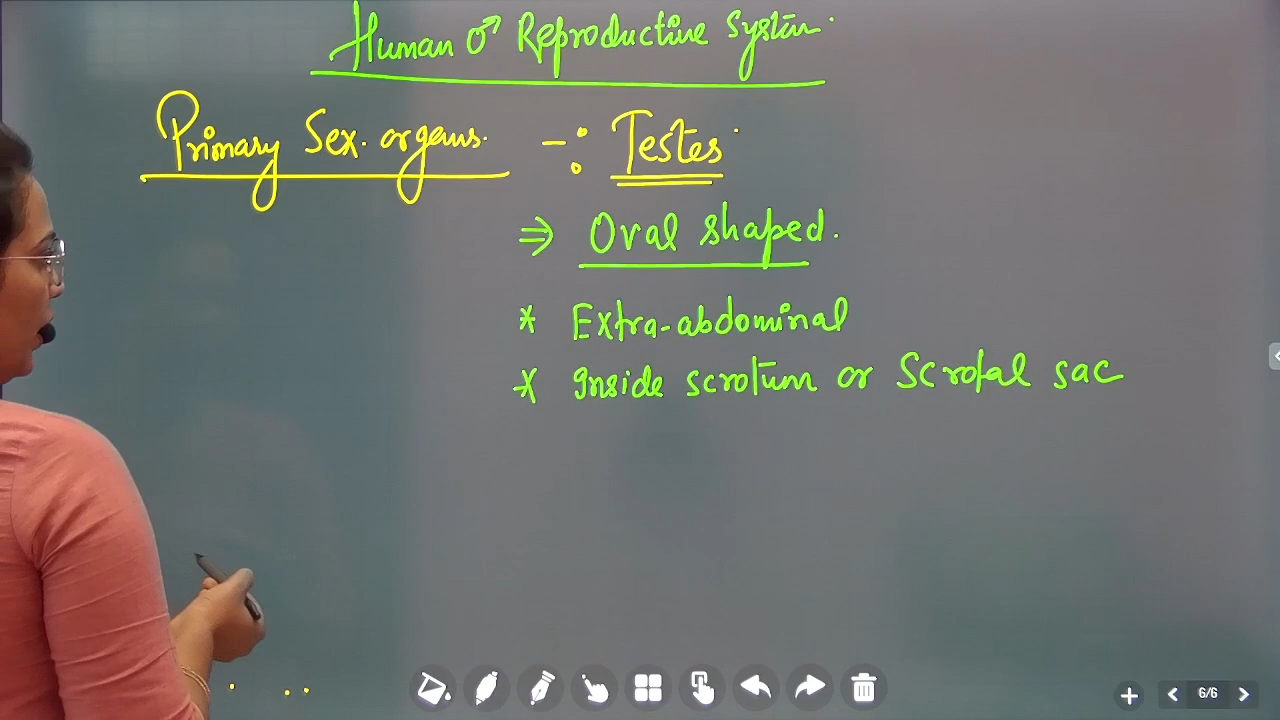 Human ♂ Reproductive System.
Primary Sex. organs. -: Testes
⇒ Oval shaped.
* Extra-abdominal
* Inside scrotum or Scrotal sac
6/6